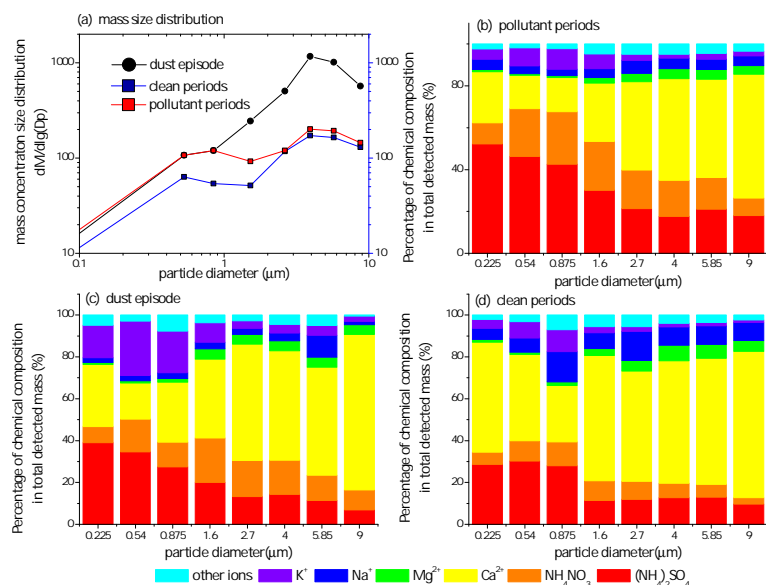 (a) mass size distribution
mass concentraton size distribution
dM/dlg(Dp)
1000
100
10
1000
100
10
dust episode
clean periods
pollutant periods
0.1
1
10
particle diameter (μm)
(b) pollutant periods
Percentage of chemical composition
in total detected mass (%)
80
40
0
0.225 0.54 0.875 1.6 2.7 4 5.85 9
particle diameter(μm)
(c) dust episode
Percentage of chemical composition
in total detected mass (%)
100
80
60
40
20
0
0.225 0.54 0.875 1.6 2.7 4 5.85 9
particle diameter(μm)
(d) clean periods
Percentage of chemical composition
in total detected mass (%)
100
80
60
40
20
0
0.225 0.54 0.875 1.6 2.7 4 5.85 9
particle diameter(μm)
other ions K⁺ Na⁺ Mg²⁺ Ca²⁺ NH₄NO₃ (NH₄)₂SO₄